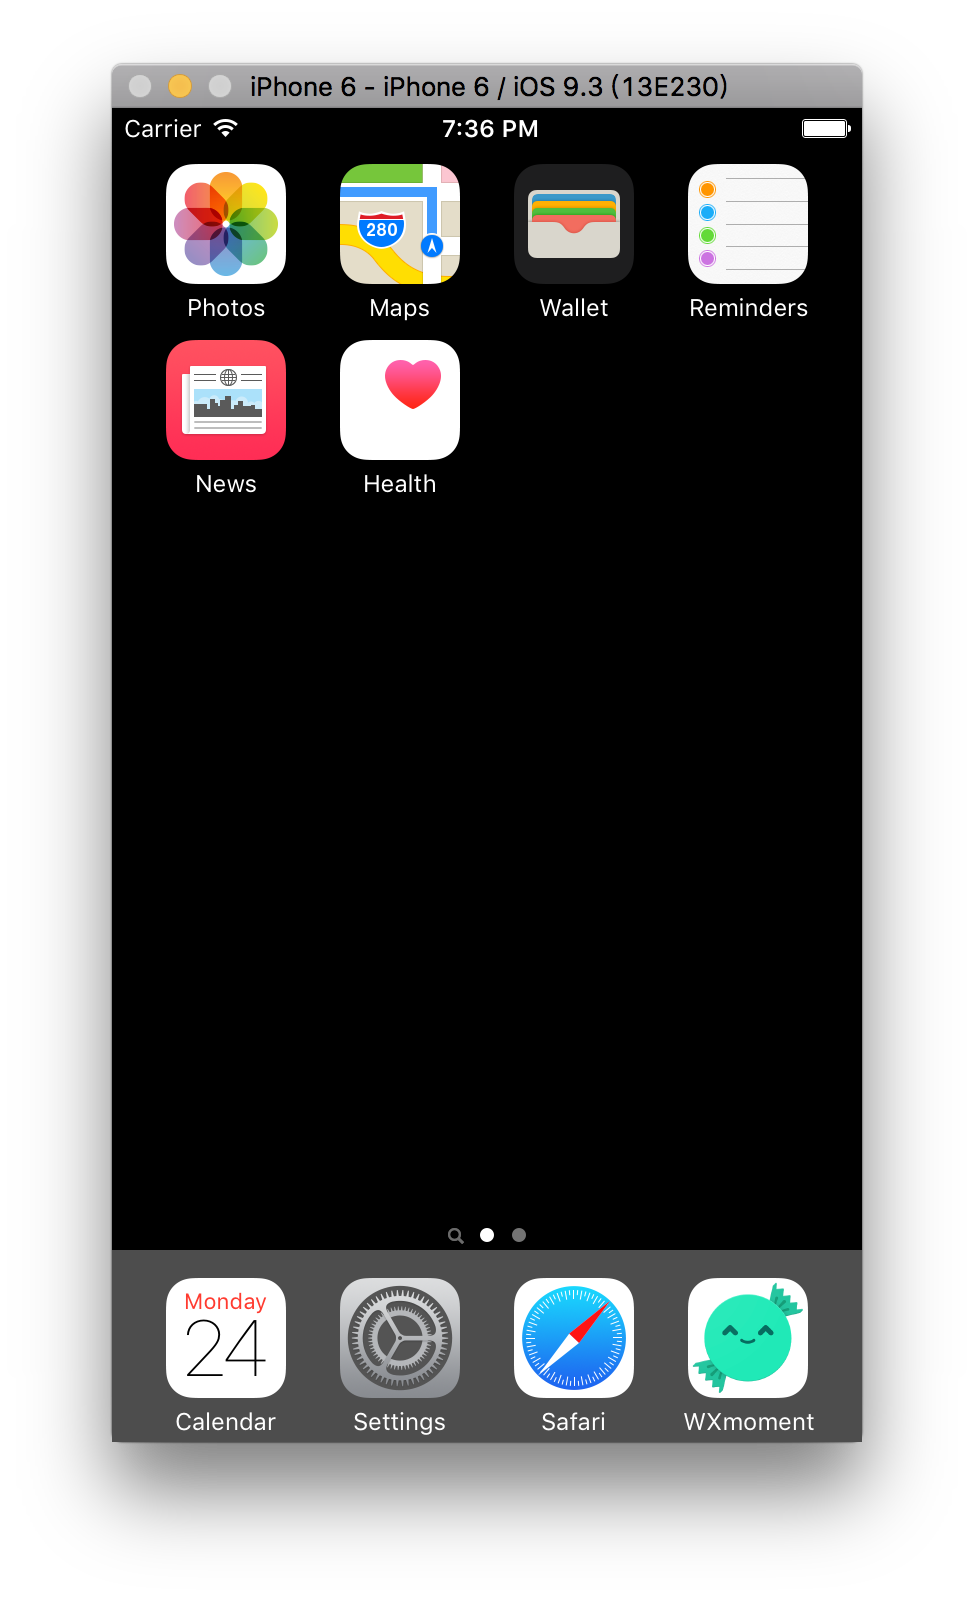 iPhone 6 - iPhone 6 / iOS 9.3 (13E230)
Carrier 7:36 PM
280
Photos Maps Wallet Reminders
News Health
Monday
24
Calendar Settings Safari WXmoment